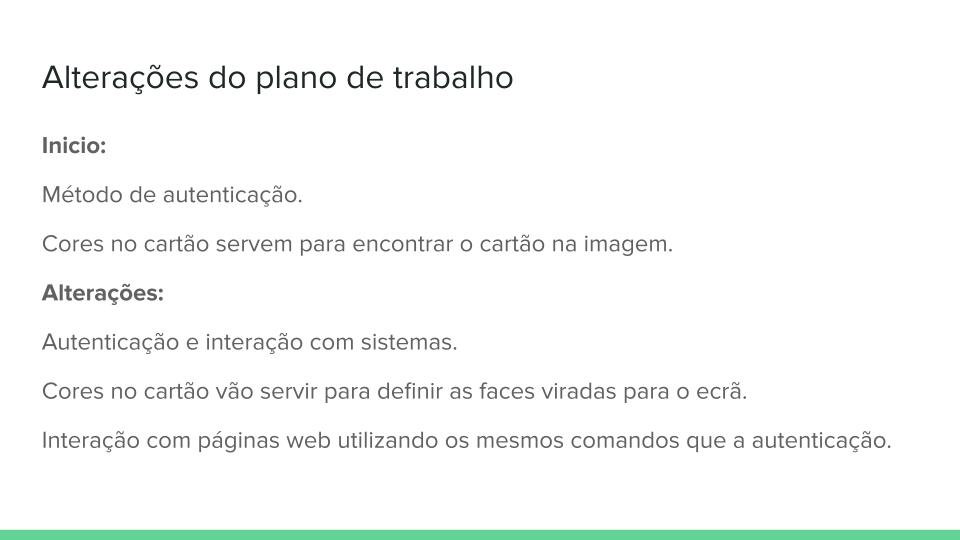 Alterações do plano de trabalho
Inicio:
Método de autenticação.
Cores no cartão servem para encontrar o cartão na imagem.
Alterações:
Autenticação e interação com sistemas.
Cores no cartão vão servir para definir as faces viradas para o ecrã.
Interação com páginas web utilizando os mesmos comandos que a autenticação.